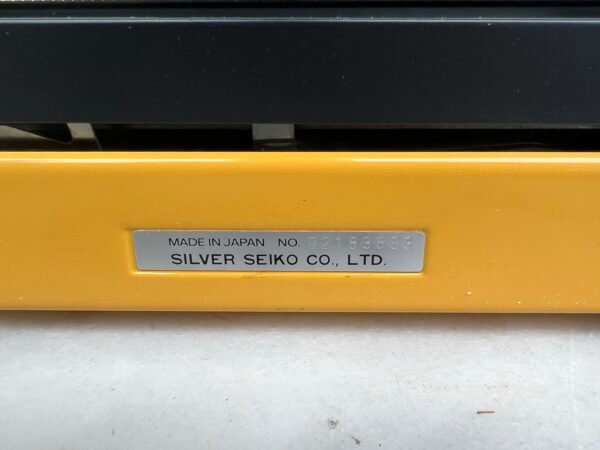 MADE IN JAPAN NO.
SILVER SEIKO CO., LTD.